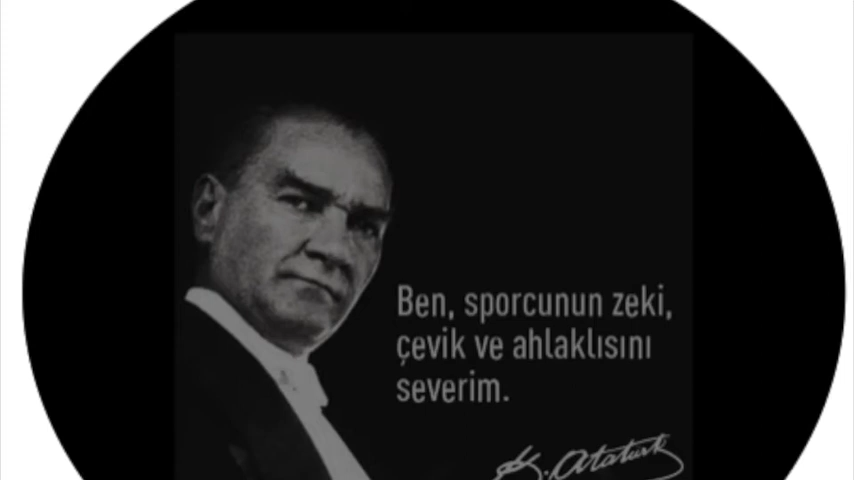 Ben, sporcunun zeki,
çevik ve ahlaklısını
severim.
K. Atatürk